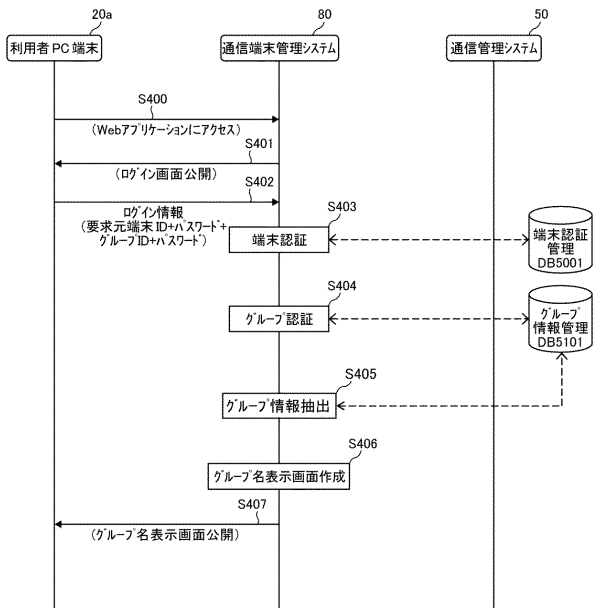 20a
80
50
利用者PC端末
通信端末管理システム
通信管理システム
S400
(Webアプリケーションにアクセス)
S401
(ログイン画面公開)
S402
ログイン情報
(要求元端末ID+パスワード+
グループID+パスワード)
S403
端末認証
端末認証
管理
DB5001
S404
グループ認証
グループ
情報管理
DB5101
S405
グループ情報抽出
S406
グループ名表示画面作成
S407
(グループ名表示画面公開)